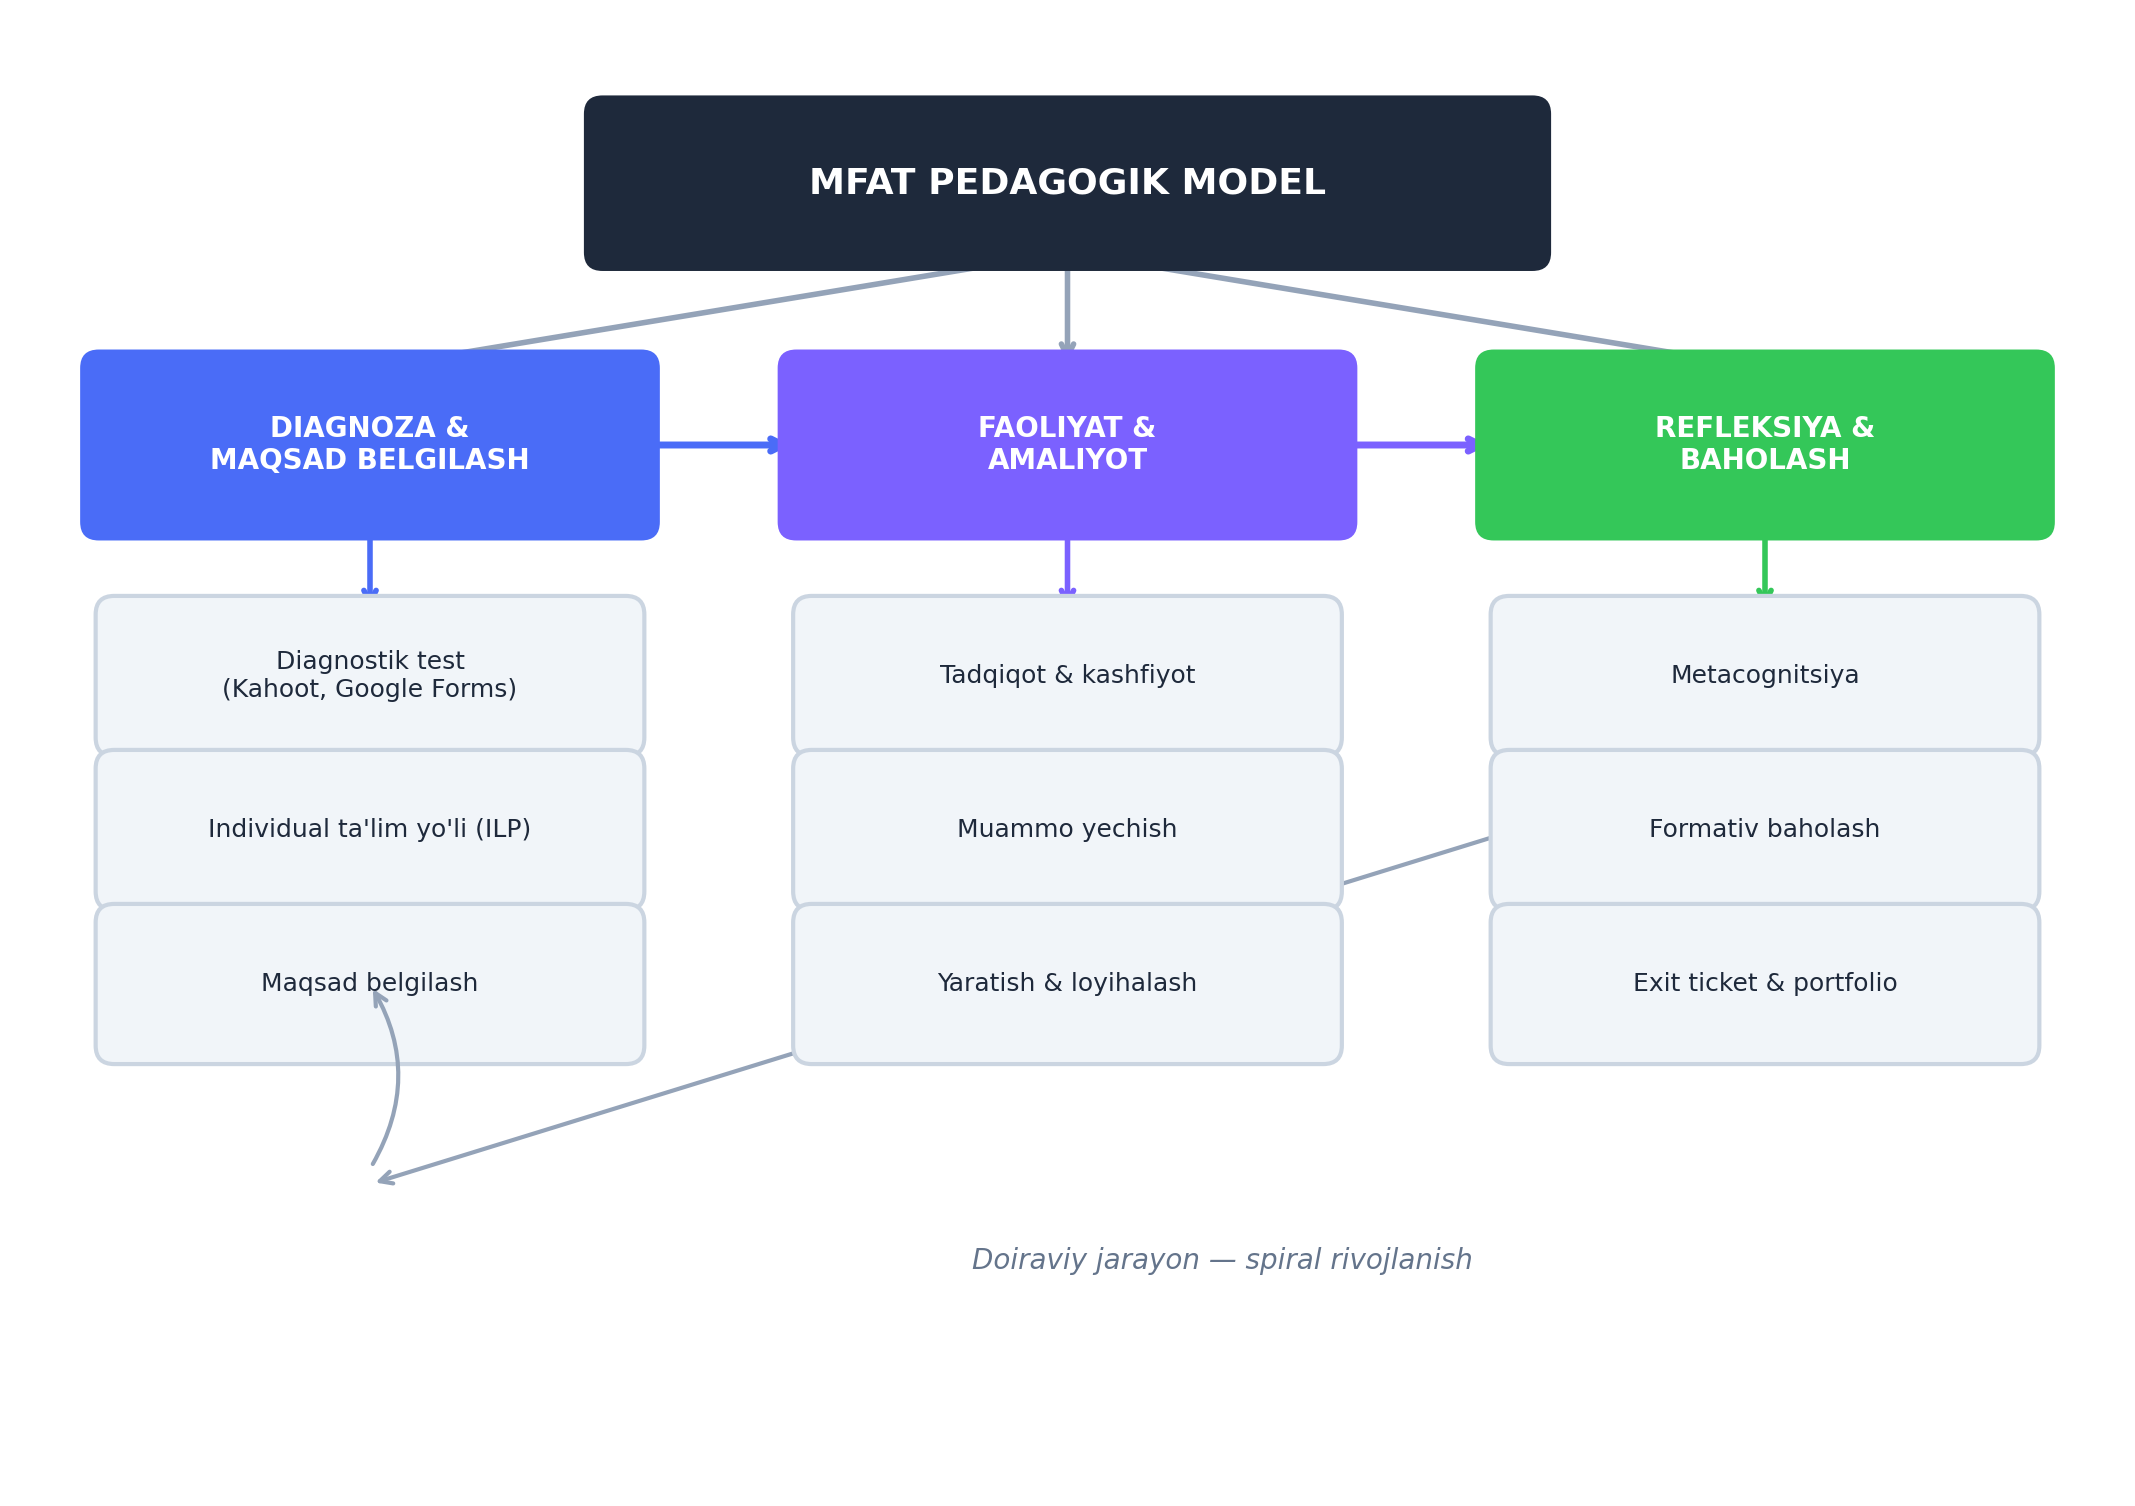 MFAT PEDAGOGIK MODEL
DIAGNOZA &
MAQSAD BELGILASH
FAOLIYAT &
AMALIYOT
REFLEKSIYA &
BAHOLASH
Diagnostik test
(Kahoot, Google Forms)
Tadqiqot & kashfiyot
Metacognitsiya
Individual ta'lim yo'li (ILP)
Muammo yechish
Formativ baholash
Maqsad belgilash
Yaratish & loyihalash
Exit ticket & portfolio
Doiraviy jarayon — spiral rivojlanish